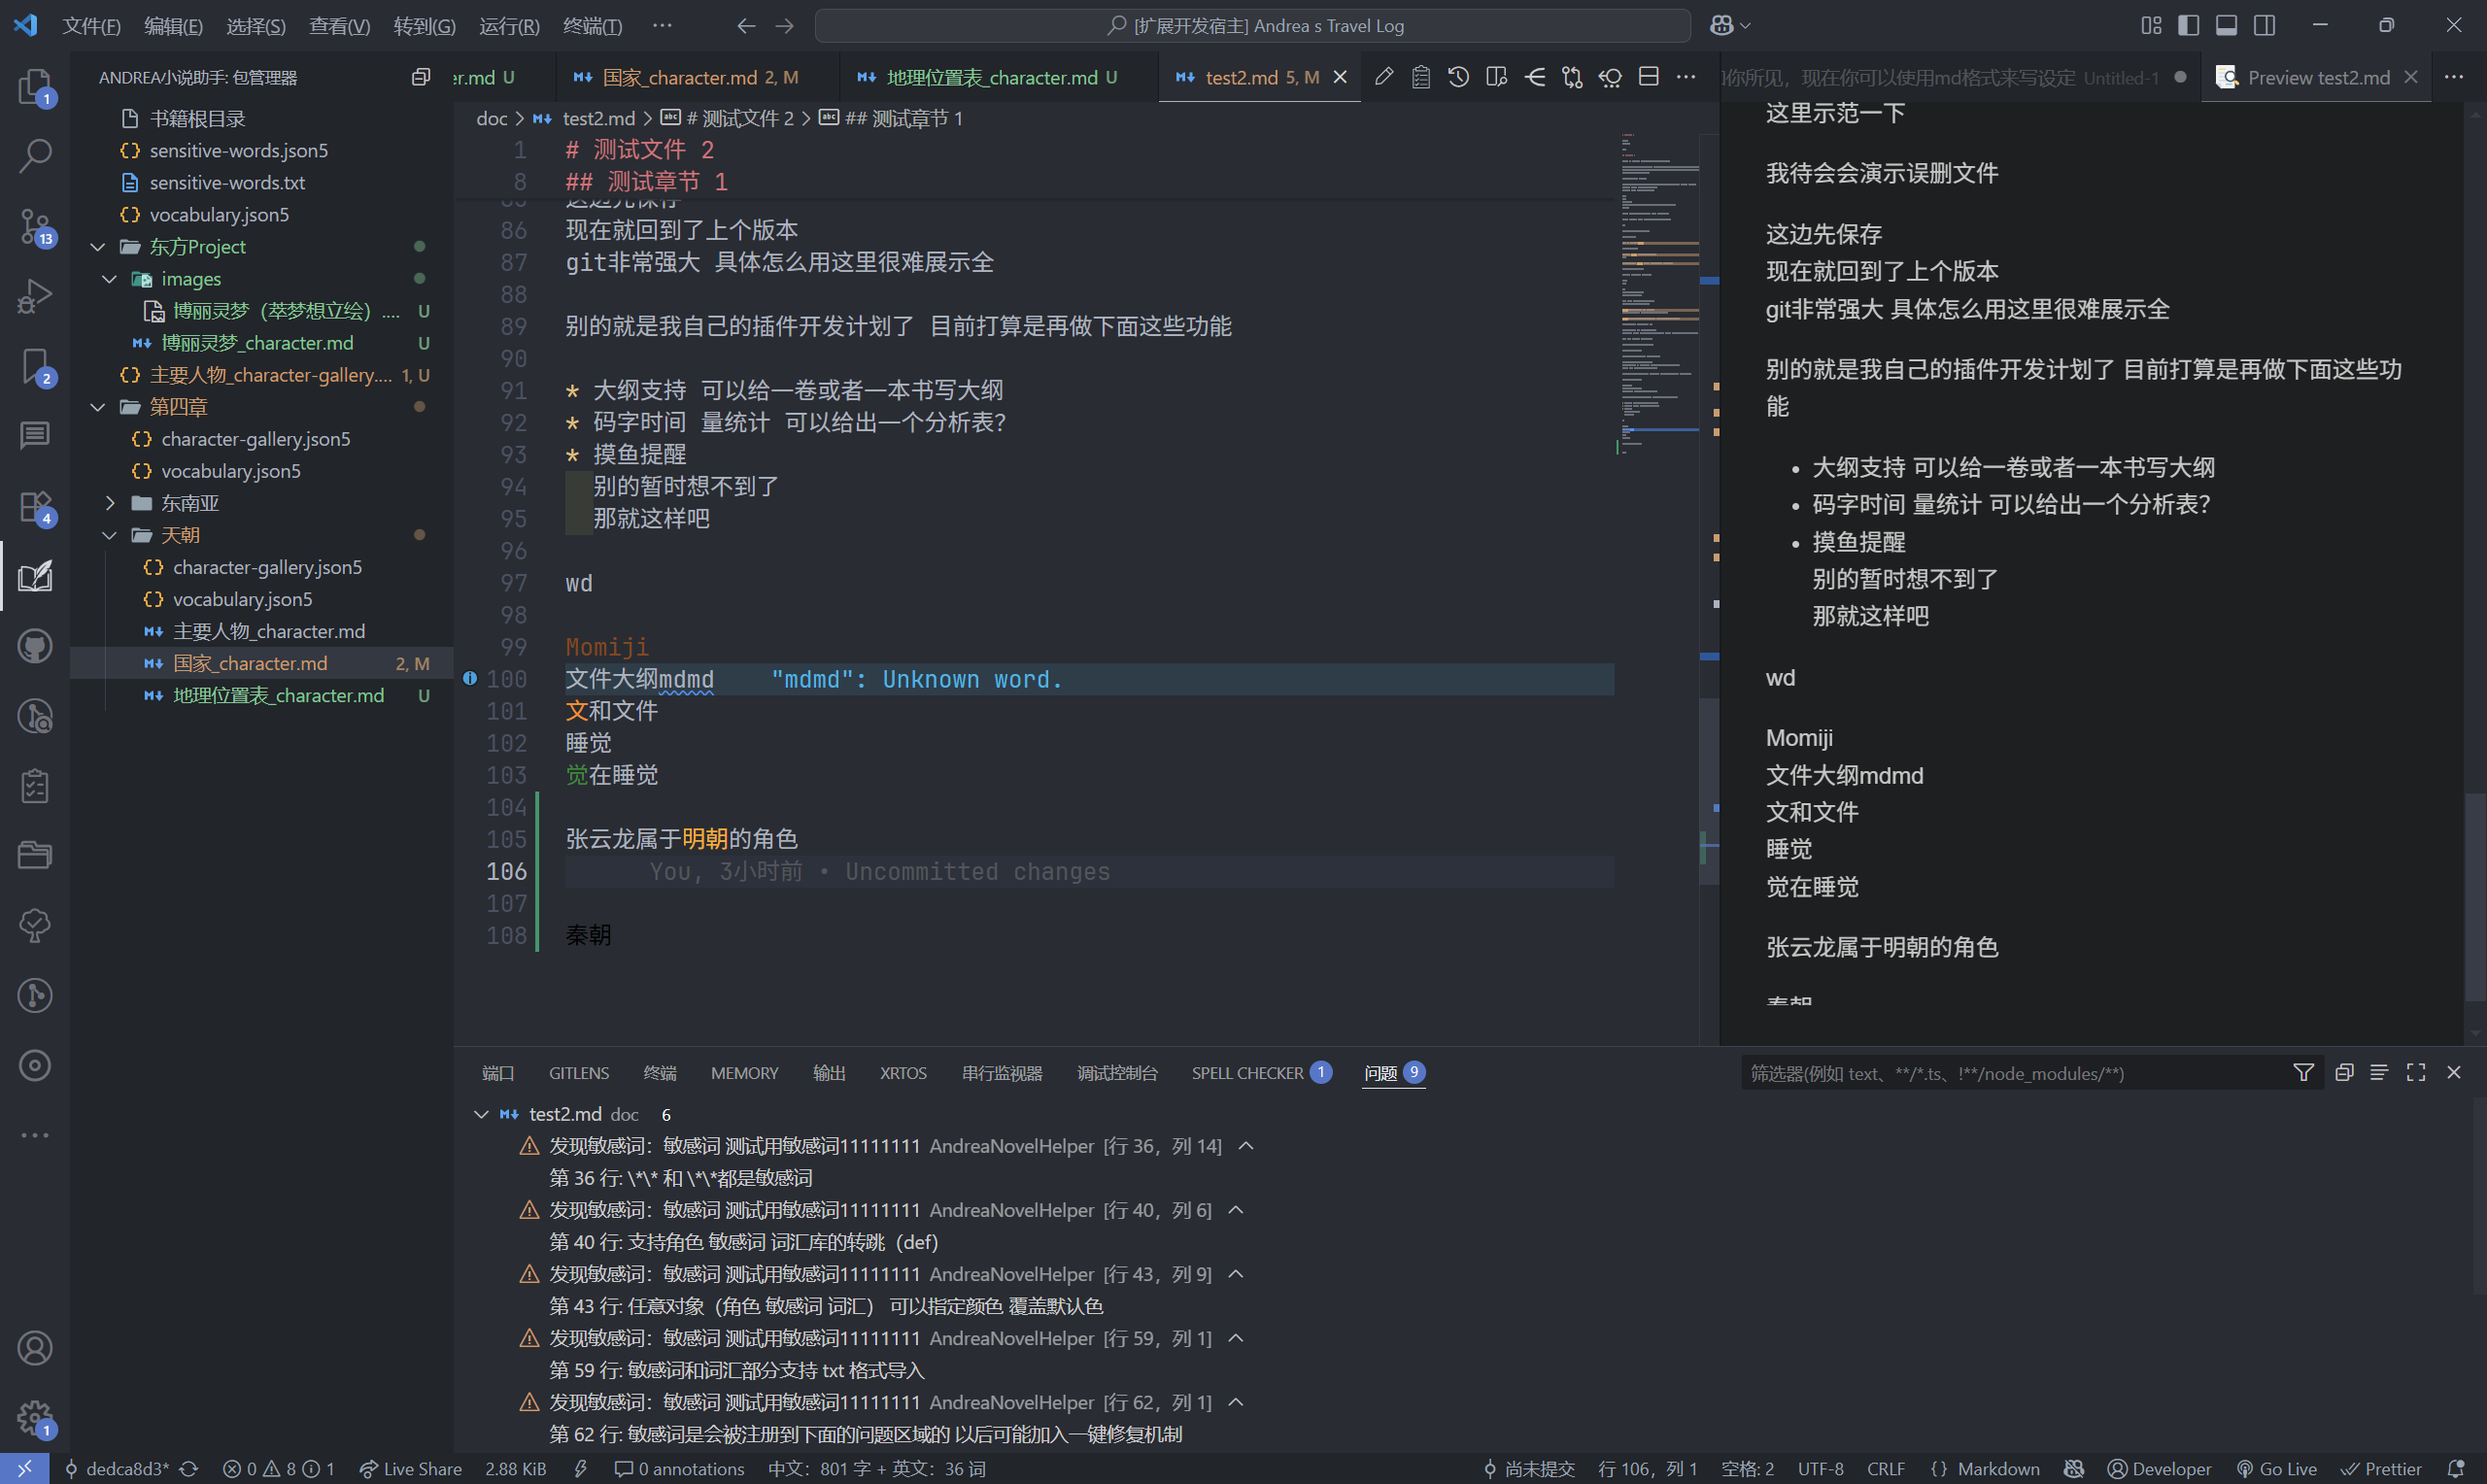 文件(F) 编辑(E) 选择(S) 查看(V) 转到(G) 运行(R) 终端(T) ··· [扩展开发宿主] Andrea s Travel Log
ANDREA/小说助手: 包管理器
书籍根目录
sensitive-words.json5
sensitive-words.txt
vocabulary.json5
东方Project
images
博丽灵梦（萃梦想立绘）.... U
博丽灵梦_character.md U
主要人物_character-gallery.... 1, U
第四章
character-gallery.json5
vocabulary.json5
东南亚
天朝
character-gallery.json5
vocabulary.json5
主要人物_character.md
国家_character.md 2, M
地理位置表_character.md U
er.md U 国家_character.md 2, M 地理位置表_character.md U test2.md 5, M
doc > test2.md > # 测试文件 2 > ## 测试章节 1
1 # 测试文件 2
8 ## 测试章节 1
86 现在就回到了上个版本
87 git非常强大 具体怎么用这里很难展示全
88
89 别的就是我自己的插件开发计划了 目前打算是再做下面这些功能
90
91 * 大纲支持 可以给一卷或者一本书写大纲
92 * 码字时间 量统计 可以给出一个分析表?
93 * 摸鱼提醒
94 别的暂时想不到了
95 那就这样吧
96
97 wd
98
99 Momiji
100 文件大纲mdmd "mdmd": Unknown word.
101 文和文件
102 睡觉
103 觉在睡觉
104
105 张云龙属于明朝的角色
106 You, 3小时前 • Uncommitted changes
107
108 秦朝
你所见，现在你可以使用md格式来写设定 Untitled-1 Preview test2.md
这里示范一下
我待会会演示误删文件
这边先保存
现在就回到了上个版本
git非常强大 具体怎么用这里很难展示全
别的就是我自己的插件开发计划了 目前打算是再做下面这些功
能
• 大纲支持 可以给一卷或者一本书写大纲
• 码字时间 量统计 可以给出一个分析表?
• 摸鱼提醒
别的暂时想不到了
那就这样吧
wd
Momiji
文件大纲mdmd
文和文件
睡觉
觉在睡觉
张云龙属于明朝的角色
端口 GITLENS 终端 MEMORY 输出 XRTOS 串行监视器 调试控制台 SPELL CHECKER 1 问题 9 筛选器(例如 text、**/*.ts、!**/node_modules/**)
test2.md doc 6
发现敏感词：敏感词 测试用敏感词11111111 AndreaNovelHelper [行 36，列 14]
第 36 行: \*\* 和 \*\*都是敏感词
发现敏感词：敏感词 测试用敏感词11111111 AndreaNovelHelper [行 40，列 6]
第 40 行: 支持角色 敏感词 词汇库的转跳（def）
发现敏感词：敏感词 测试用敏感词11111111 AndreaNovelHelper [行 43，列 9]
第 43 行: 任意对象（角色 敏感词 词汇） 可以指定颜色 覆盖默认色
发现敏感词：敏感词 测试用敏感词11111111 AndreaNovelHelper [行 59，列 1]
第 59 行: 敏感词和词汇部分支持 txt 格式导入
发现敏感词：敏感词 测试用敏感词11111111 AndreaNovelHelper [行 62，列 1]
第 62 行: 敏感词是会被注册到下面的问题区域的 以后可能加入一键修复机制
dedca8d3* 0 8 1 Live Share 2.88 KiB 0 annotations 中文：801 字 + 英文：36 词 尚未提交 行 106，列 1 空格: 2 UTF-8 CRLF {} Markdown Developer Go Live Prettier
1
13
2
4
1